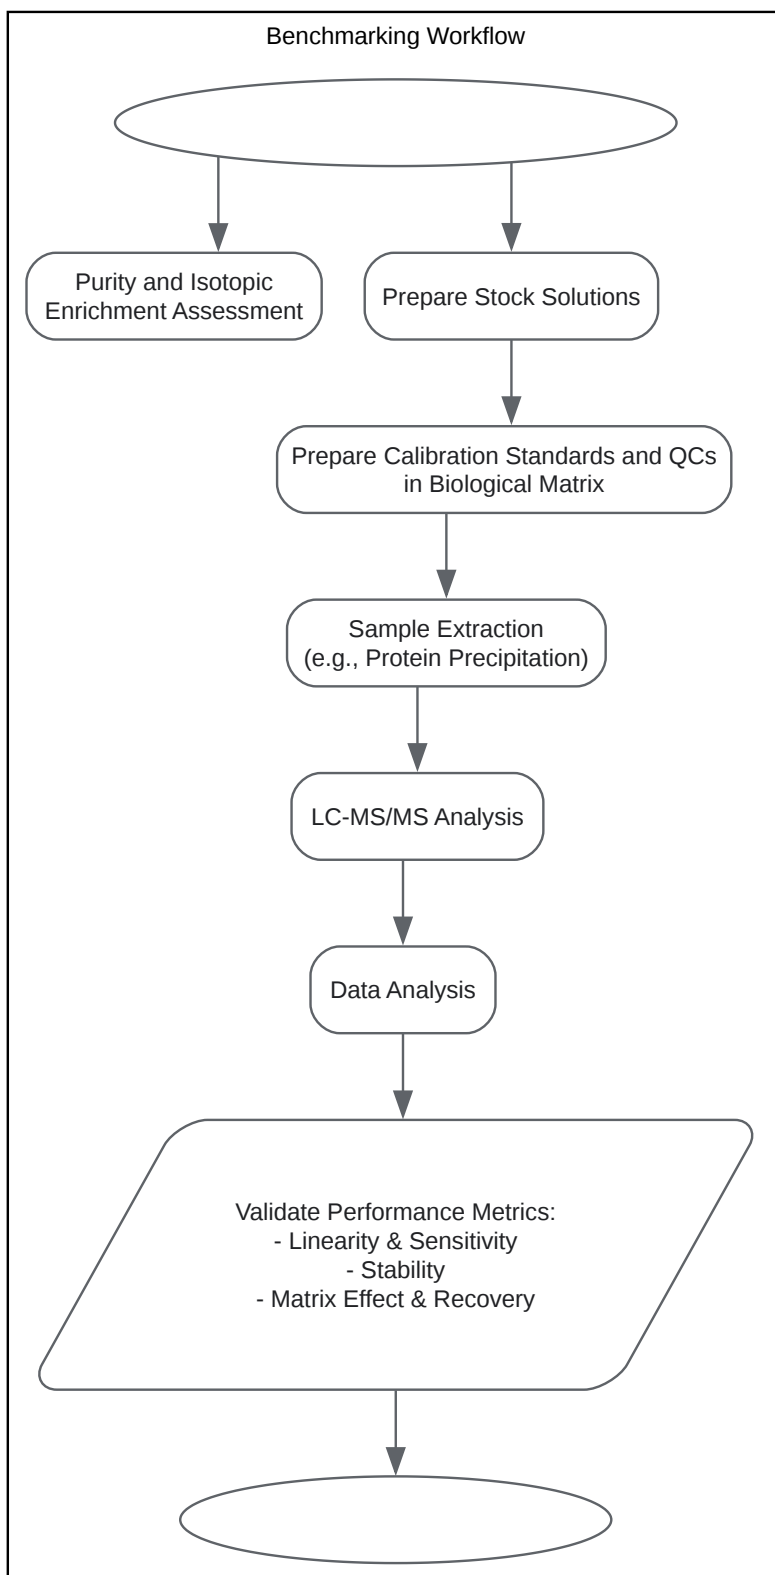 Benchmarking Workflow
Purity and Isotopic
Enrichment Assessment
Prepare Stock Solutions
Prepare Calibration Standards and QCs
in Biological Matrix
Sample Extraction
(e.g., Protein Precipitation)
LC-MS/MS Analysis
Data Analysis
Validate Performance Metrics:
- Linearity & Sensitivity
- Stability
- Matrix Effect & Recovery